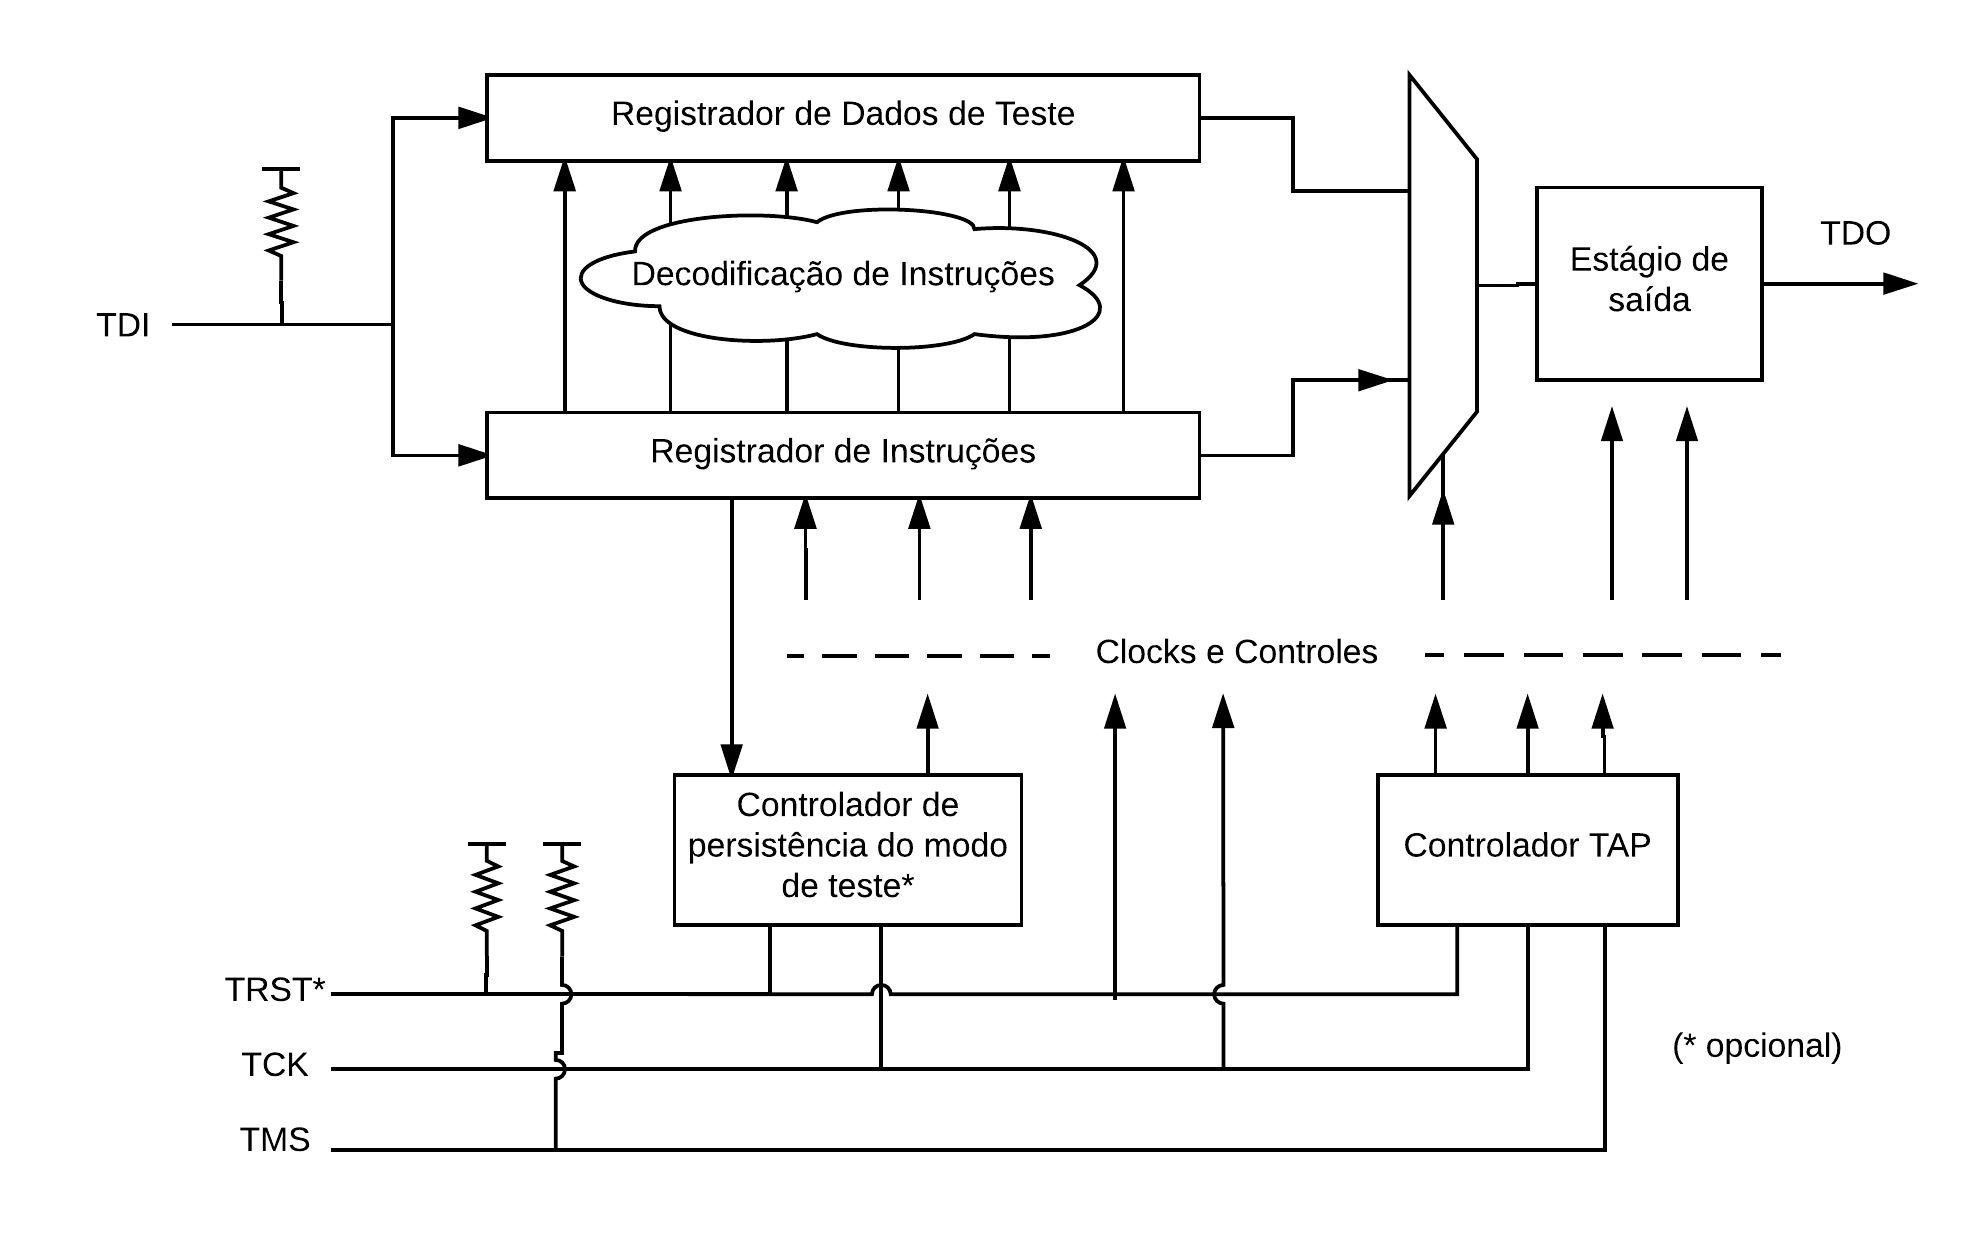 Registrador de Dados de Teste
TDO
Estágio de
saída
Decodificação de Instruções
TDI
Registrador de Instruções
Clocks e Controles
Controlador de
persistência do modo
de teste*
Controlador TAP
TRST*
TCK
(* opcional)
TMS